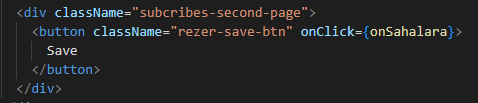 <div className="subcribes-second-page">
<button className="rezer-save-btn" onClick={onSahalara}>
Save
</button>
</div>